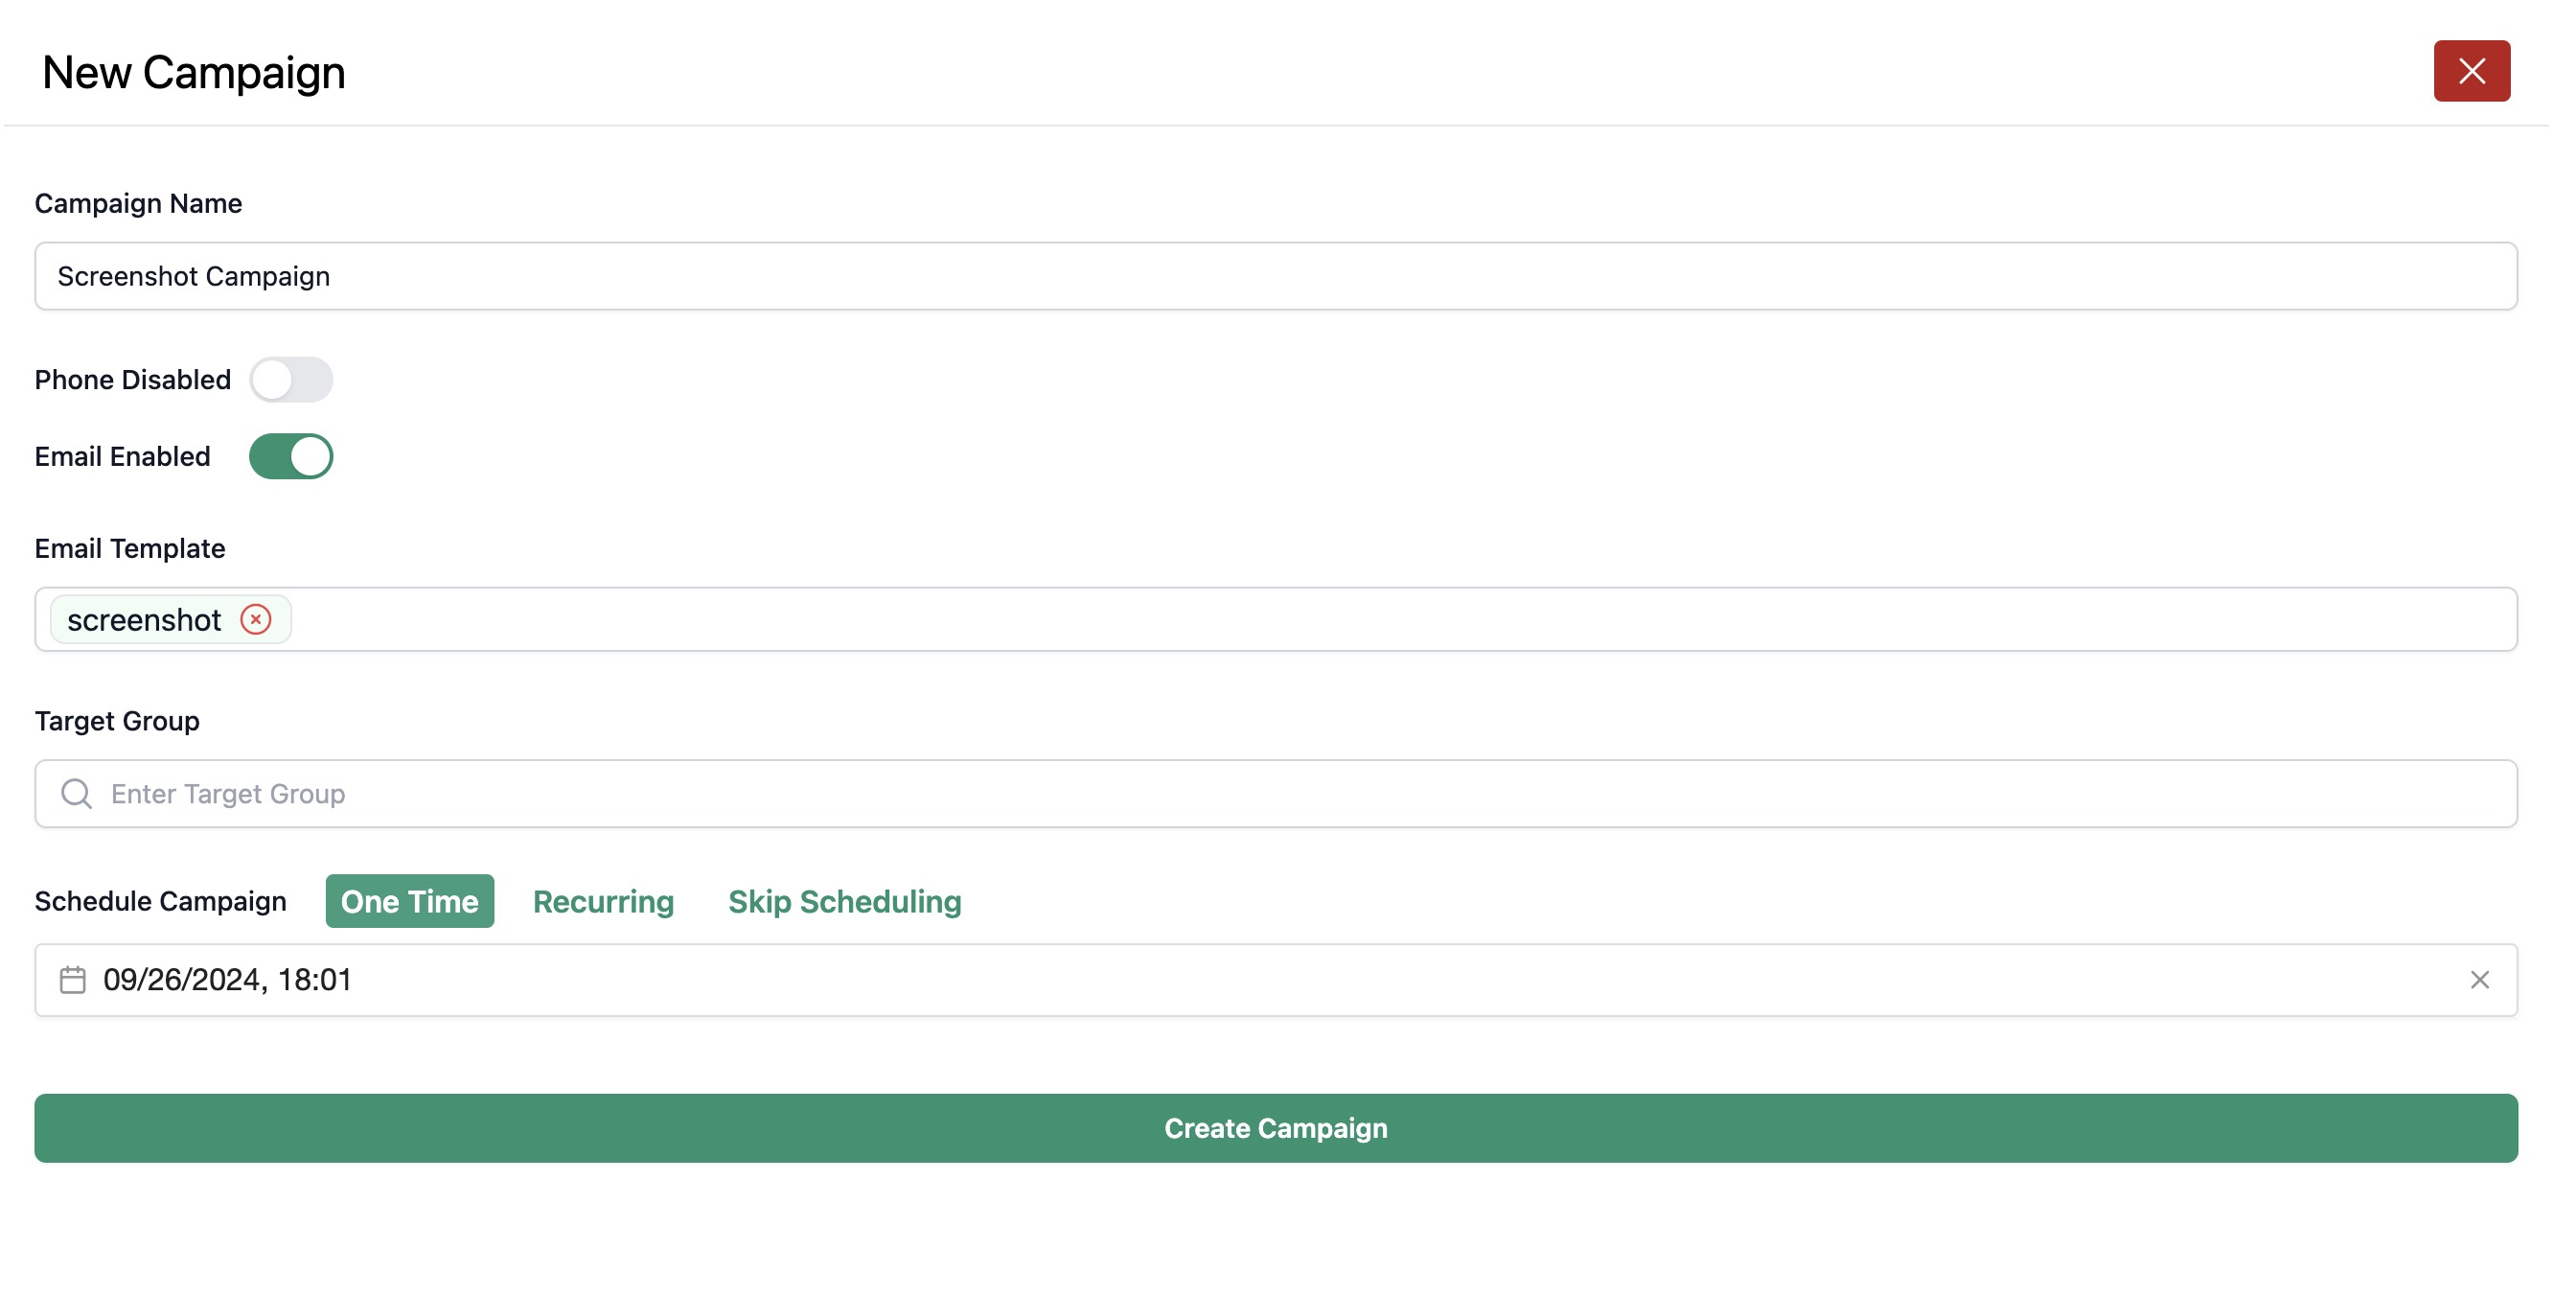 New Campaign
Campaign Name
Screenshot Campaign
Phone Disabled
Email Enabled
Email Template
screenshot
Target Group
Enter Target Group
Schedule Campaign One Time Recurring Skip Scheduling
09/26/2024, 18:01
Create Campaign